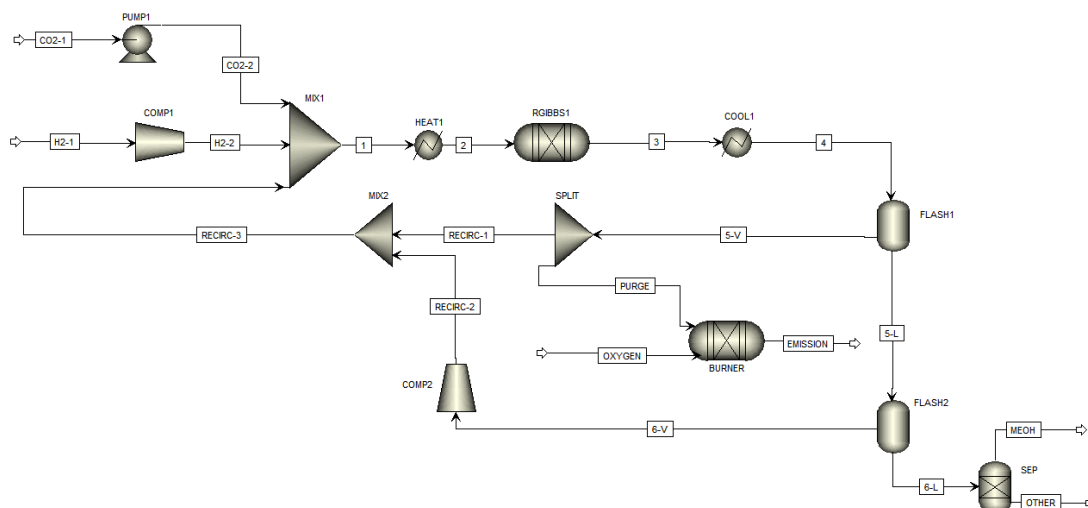 PUMP1
CO2-1
CO2-2
MIX1
COMP1
H2-1
H2-2
1
HEAT1
2
RGIBBS1
3
COOL1
4
FLASH1
MIX2
SPLIT
RECIRC-3
RECIRC-1
5-V
PURGE
RECIRC-2
5-L
OXYGEN
BURNER
EMISSION
COMP2
FLASH2
6-V
MEOH
SEP
6-L
OTHER